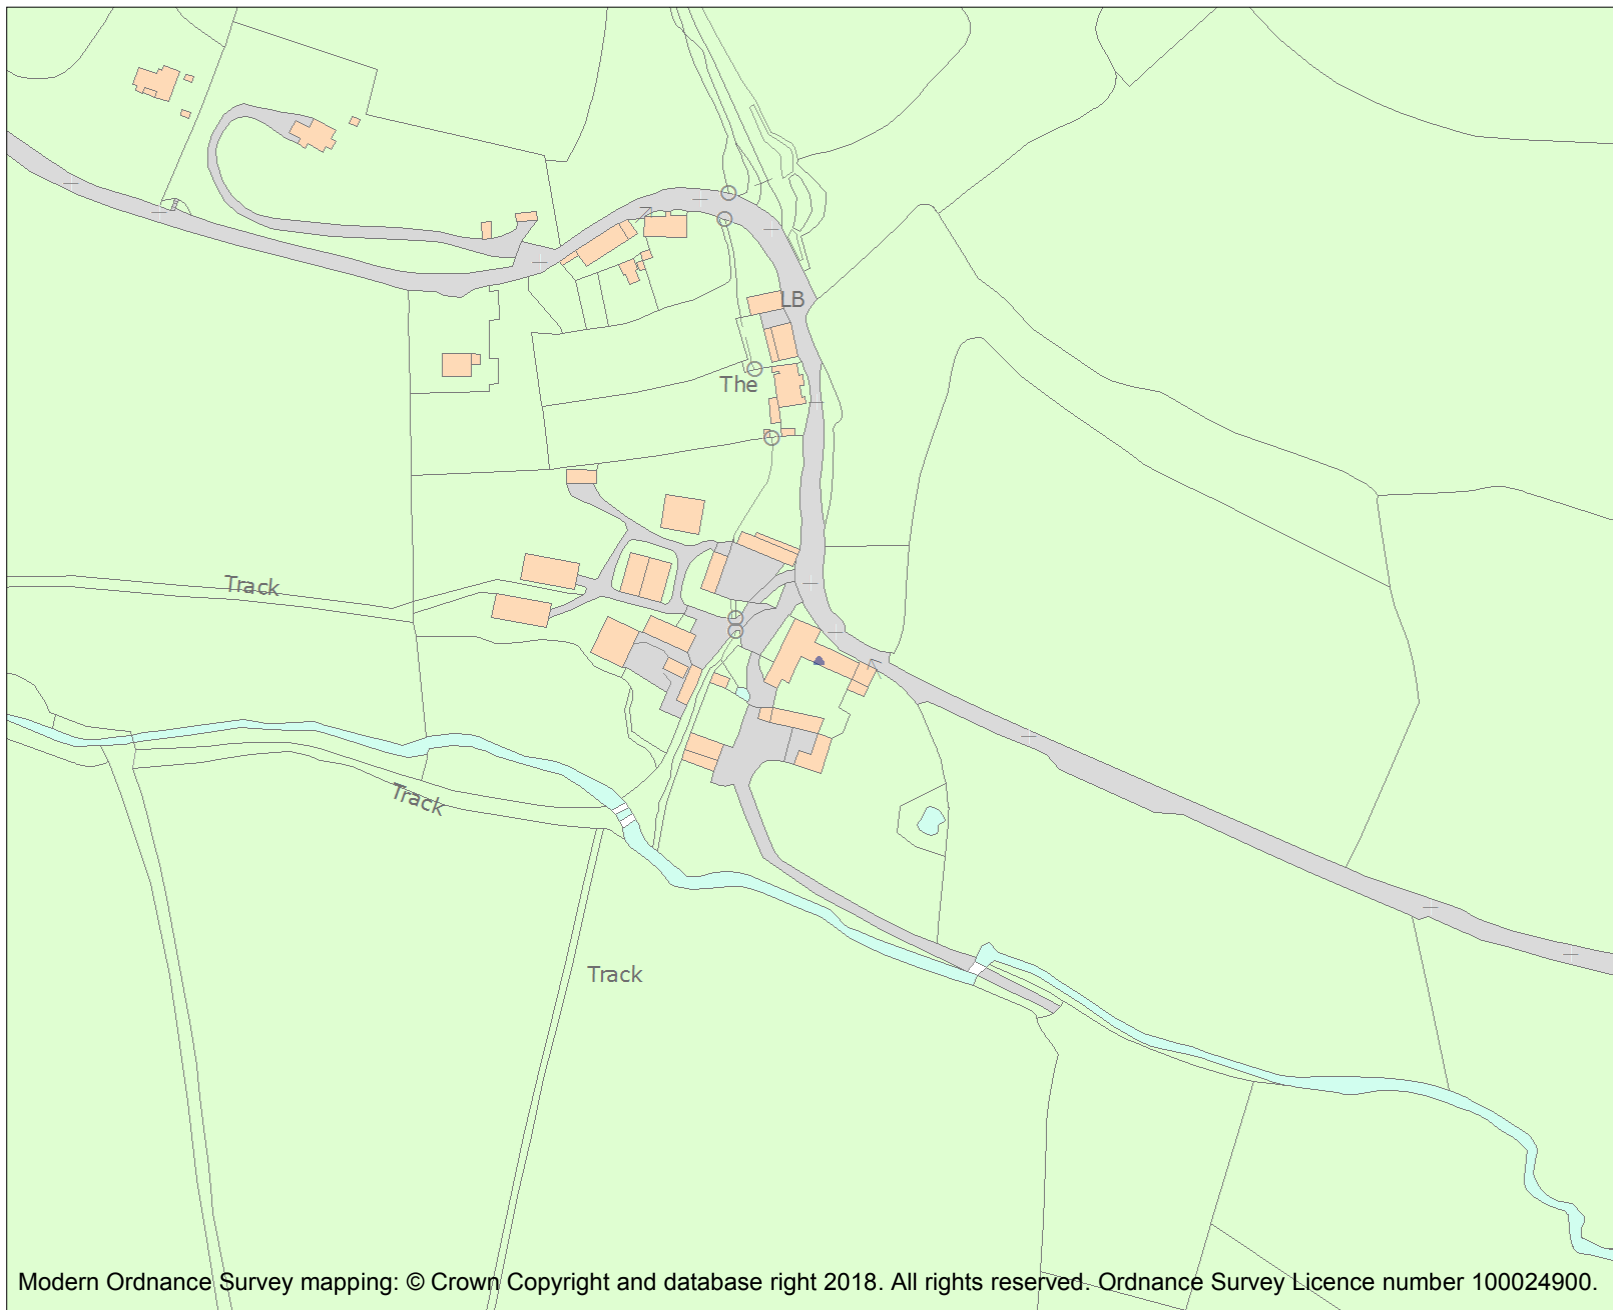 LB
The
Track
Track
Track
Modern Ordnance Survey mapping: © Crown Copyright and database right 2018. All rights reserved. Ordnance Survey Licence number 100024900.